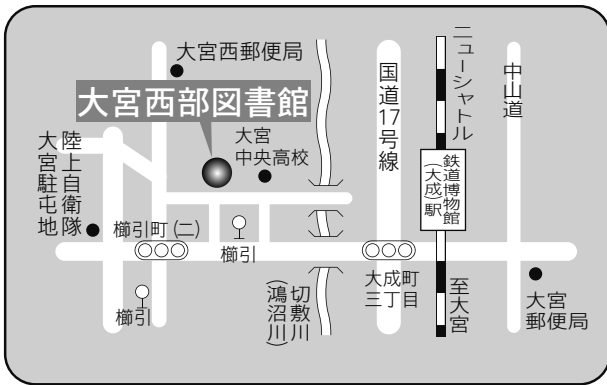 大宮西郵便局
大宮西部図書館
大宮
中央高校
陸上自衛隊
大宮駐屯地
櫛引町(二)
櫛引
櫛引
切敷川
(鴻沼川)
国道17号線
大成町
三丁目
ニューシャトル
鉄道博物館
(大成)駅
至大宮
中山道
大宮
郵便局